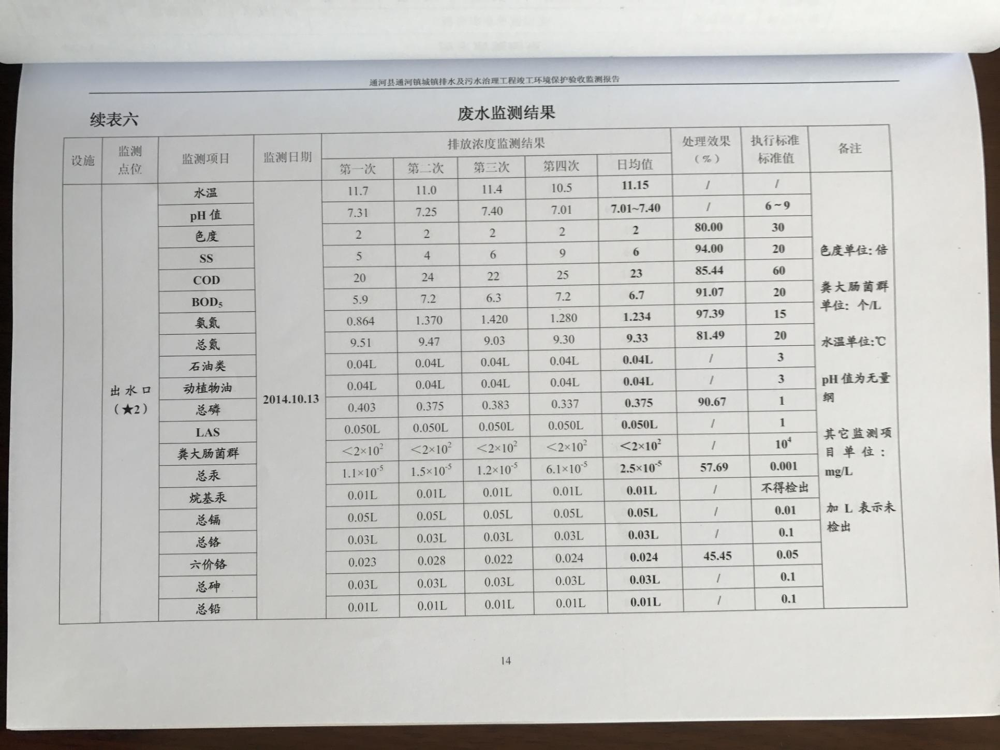 通河县通河镇城镇排水及污水治理工程竣工环境保护验收监测报告
续表六 废水监测结果
设施 监测点位 监测项目 监测日期 排放浓度监测结果 处理效果（%） 执行标准标准值 备注
第一次 第二次 第三次 第四次 日均值
水温 11.7 11.0 11.4 10.5 11.15 / /
pH 值 7.31 7.25 7.40 7.01 7.01~7.40 / 6~9
色度 2 2 2 2 2 80.00 30
SS 5 4 6 9 6 94.00 20
COD 20 24 22 25 23 85.44 60
BOD₅ 5.9 7.2 6.3 7.2 6.7 91.07 20
氨氮 0.864 1.370 1.420 1.280 1.234 97.39 15
总氮 9.51 9.47 9.03 9.30 9.33 81.49 20
石油类 0.04L 0.04L 0.04L 0.04L 0.04L / 3
动植物油 0.04L 0.04L 0.04L 0.04L 0.04L / 3
出水口
（★2）
2014.10.13
总磷 0.403 0.375 0.383 0.337 0.375 90.67 1
LAS 0.050L 0.050L 0.050L 0.050L 0.050L / 1
粪大肠菌群 <2×10² <2×10² <2×10² <2×10² <2×10² / 10⁴
总汞 1.1×10⁻⁵ 1.5×10⁻⁵ 1.2×10⁻⁵ 6.1×10⁻⁵ 2.5×10⁻⁵ 57.69 0.001
烷基汞 0.01L 0.01L 0.01L 0.01L 0.01L / 不得检出
总镉 0.05L 0.05L 0.05L 0.05L 0.05L / 0.01
总铬 0.03L 0.03L 0.03L 0.03L 0.03L / 0.1
六价铬 0.023 0.028 0.022 0.024 0.024 45.45 0.05
总砷 0.03L 0.03L 0.03L 0.03L 0.03L / 0.1
总铅 0.01L 0.01L 0.01L 0.01L 0.01L / 0.1
色度单位:倍
粪大肠菌群
单位: 个/L
水温单位:℃
pH 值为无量
纲
其它监测项
目单位:
mg/L
加 L 表示未
检出
14